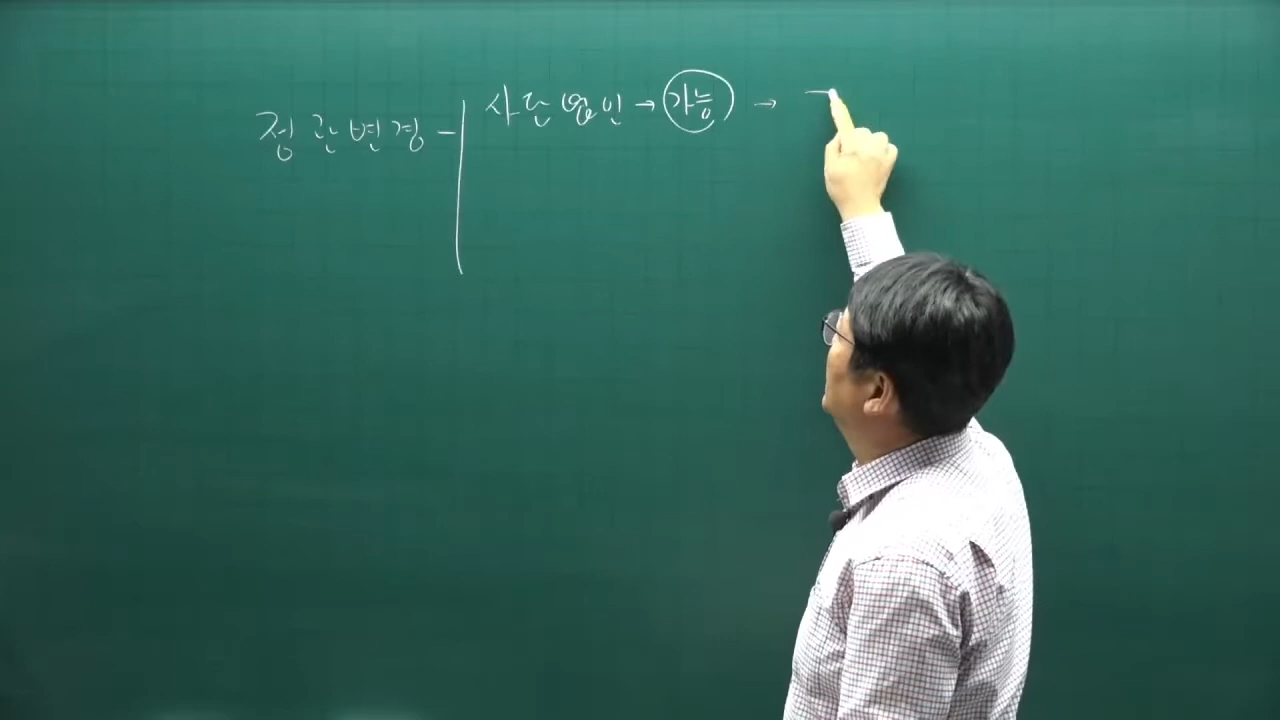 정관변경 - 사단법인 → 가능 →